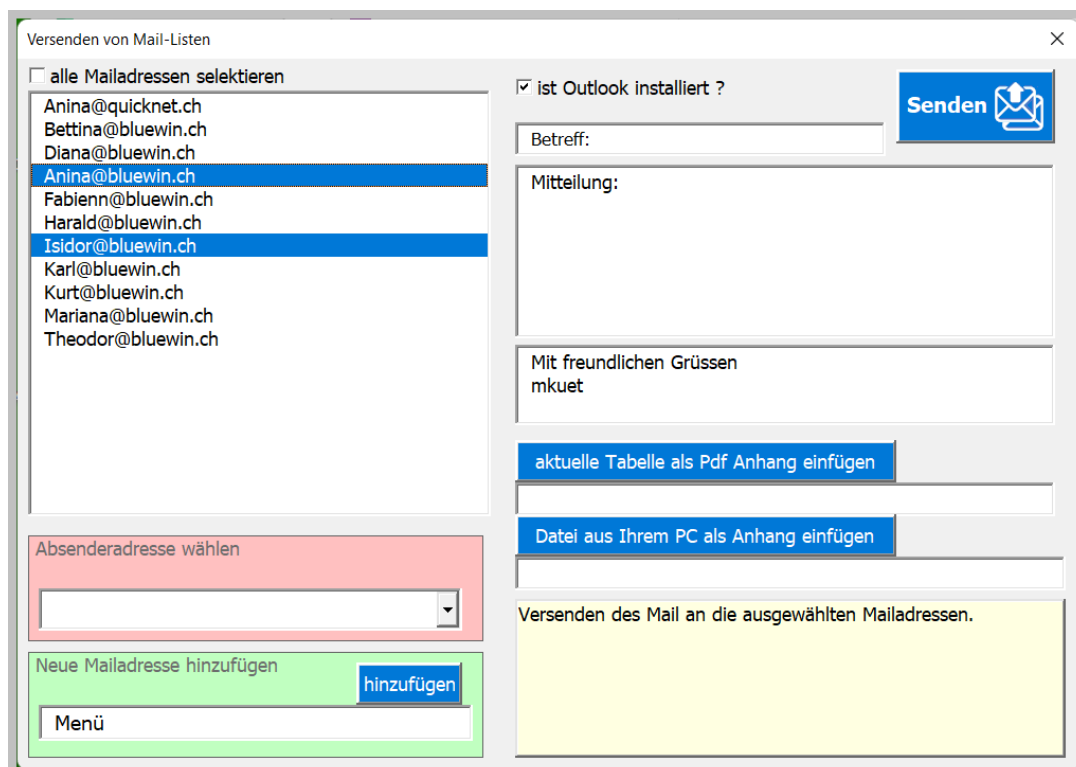 Versenden von Mail-Listen
alle Mailadressen selektieren
Anina@quicknet.ch
Bettina@bluewin.ch
Diana@bluewin.ch
Anina@bluewin.ch
Fabienn@bluewin.ch
Harald@bluewin.ch
Isidor@bluewin.ch
Karl@bluewin.ch
Kurt@bluewin.ch
Mariana@bluewin.ch
Theodor@bluewin.ch
Absenderadresse wählen
Neue Mailadresse hinzufügen
hinzufügen
Menü
ist Outlook installiert ?
Senden
Betreff:
Mitteilung:
Mit freundlichen Grüssen
mkuet
aktuelle Tabelle als Pdf Anhang einfügen
Datei aus Ihrem PC als Anhang einfügen
Versenden des Mail an die ausgewählten Mailadressen.